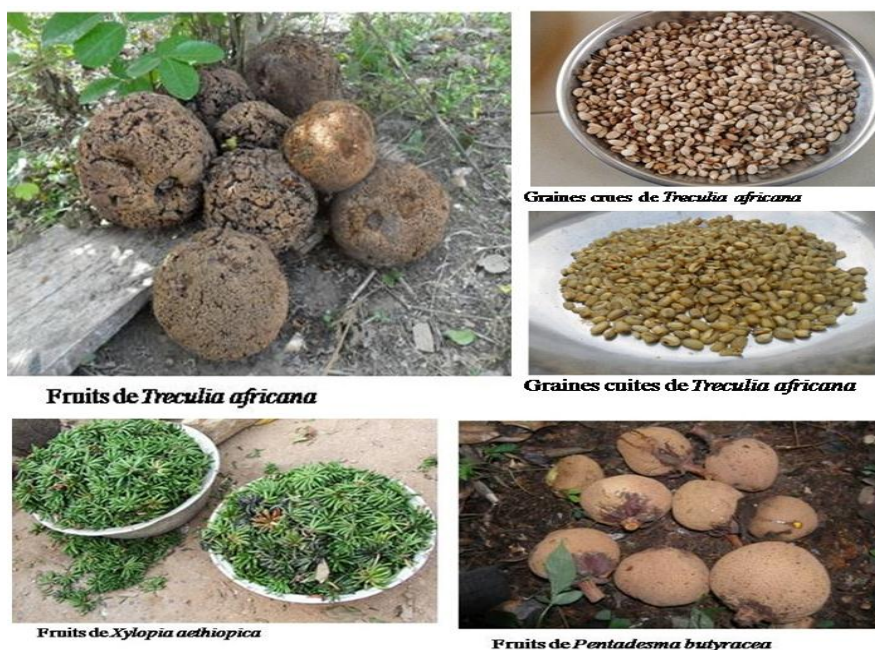 Graines crues de Treculia africana
Fruits de Treculia africana
Graines cuites de Treculia africana
Fruits de Xylopia aethiopica
Fruits de Pentadesma butyracea